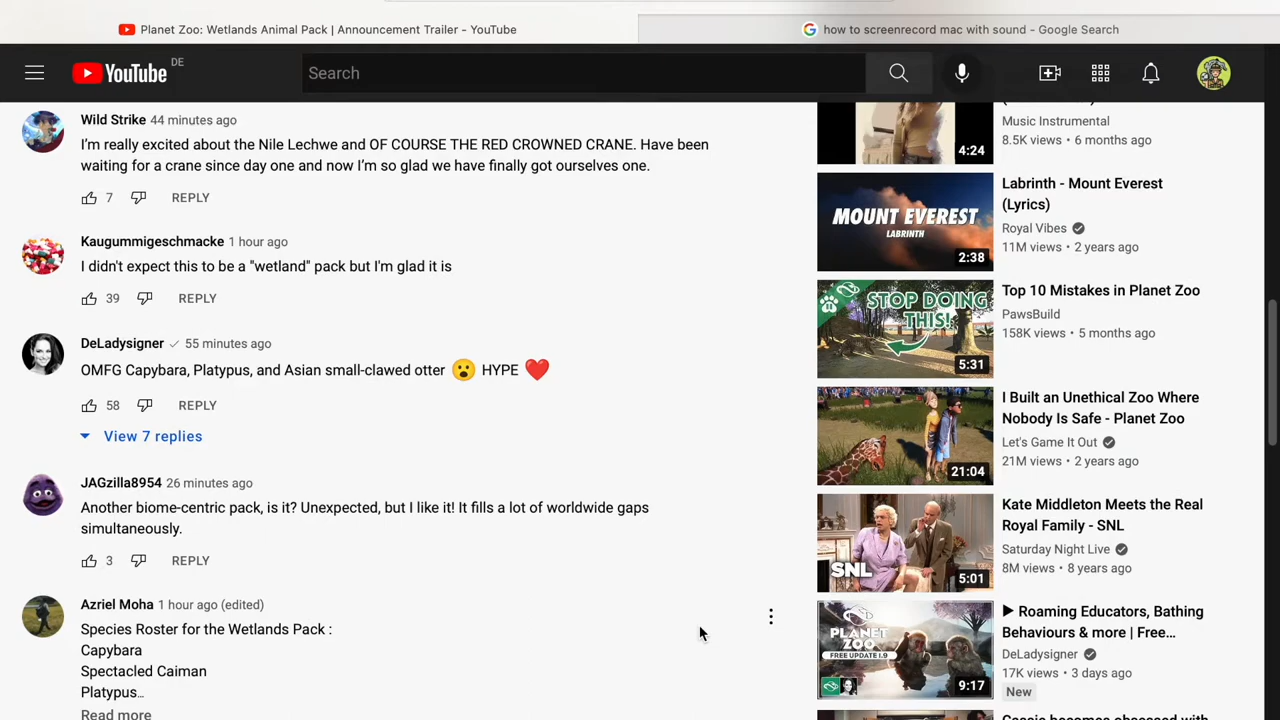 Planet Zoo: Wetlands Animal Pack | Announcement Trailer - YouTube
how to screenrecord mac with sound - Google Search
YouTube DE
Search
Wild Strike 44 minutes ago
I'm really excited about the Nile Lechwe and OF COURSE THE RED CROWNED CRANE. Have been
waiting for a crane since day one and now I'm so glad we have finally got ourselves one.
7 REPLY
Kaugummigeschmacke 1 hour ago
I didn't expect this to be a "wetland" pack but I'm glad it is
39 REPLY
DeLadysigner 55 minutes ago
OMFG Capybara, Platypus, and Asian small-clawed otter 😮 HYPE ❤️
58 REPLY
View 7 replies
JAGzilla8954 26 minutes ago
Another biome-centric pack, is it? Unexpected, but I like it! It fills a lot of worldwide gaps
simultaneously.
3 REPLY
Azriel Moha 1 hour ago (edited)
Species Roster for the Wetlands Pack :
Capybara
Spectacled Caiman
Platypus…
Read more
4:24
Music Instrumental
8.5K views • 6 months ago
MOUNT EVEREST
LABRINTH
2:38
Labrinth - Mount Everest
(Lyrics)
Royal Vibes
11M views • 2 years ago
STOP DOING
THIS!
5:31
Top 10 Mistakes in Planet Zoo
PawsBuild
158K views • 5 months ago
21:04
I Built an Unethical Zoo Where
Nobody Is Safe - Planet Zoo
Let's Game It Out
21M views • 2 years ago
SNL
5:01
Kate Middleton Meets the Real
Royal Family - SNL
Saturday Night Live
8M views • 8 years ago
PLANET
ZOO
FREE UPDATE 1.9
9:17
▶ Roaming Educators, Bathing
Behaviours & more | Free…
DeLadysigner
17K views • 3 days ago
New
Cassie becomes obsessed with